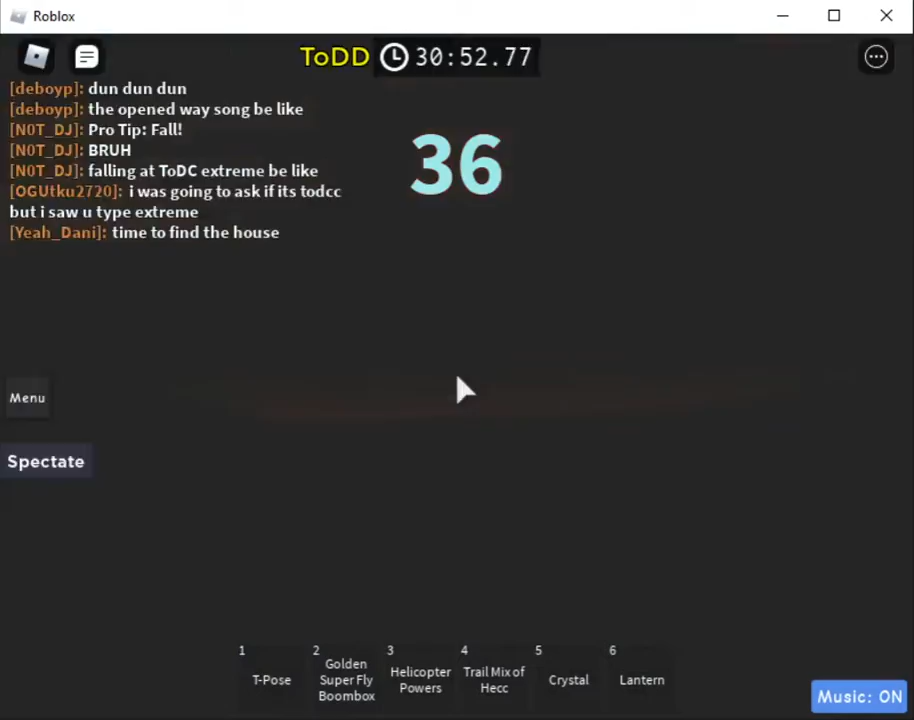 Roblox
ToDD 30:52.77
[deboyp]: dun dun dun
[deboyp]: the opened way song be like
[N0T_DJ]: Pro Tip: Fall!
[N0T_DJ]: BRUH
[N0T_DJ]: falling at ToDC extreme be like
[OGUtku2720]: i was going to ask if its todcc
but i saw u type extreme
[Yeah_Dani]: time to find the house
36
Menu
Spectate
1
T-Pose
2
Golden
Super Fly
Boombox
3
Helicopter
Powers
4
Trail Mix of
Hecc
5
Crystal
6
Lantern
Music: ON